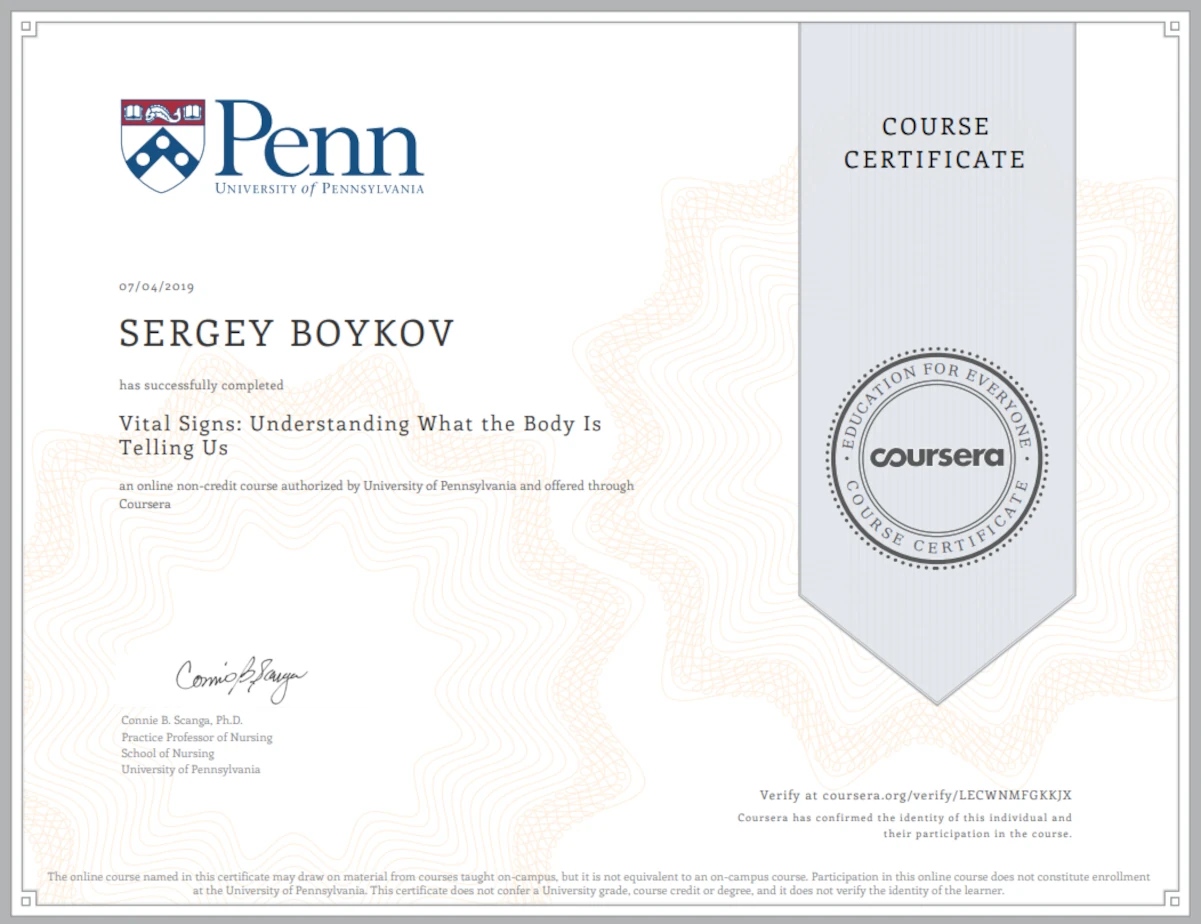 Penn
UNIVERSITY of PENNSYLVANIA
COURSE
CERTIFICATE
07/04/2019
SERGEY BOYKOV
has successfully completed
Vital Signs: Understanding What the Body Is
Telling Us
an online non-credit course authorized by University of Pennsylvania and offered through
Coursera
EDUCATION FOR EVERYONE
coursera
COURSE CERTIFICATE
Connie B. Scanga
Connie B. Scanga, Ph.D.
Practice Professor of Nursing
School of Nursing
University of Pennsylvania
Verify at coursera.org/verify/LECWNMFGKKJX
Coursera has confirmed the identity of this individual and
their participation in the course.
The online course named in this certificate may draw on material from courses taught on-campus, but it is not equivalent to an on-campus course. Participation in this online course does not constitute enrollment
at the University of Pennsylvania. This certificate does not confer a University grade, course credit or degree, and it does not verify the identity of the learner.